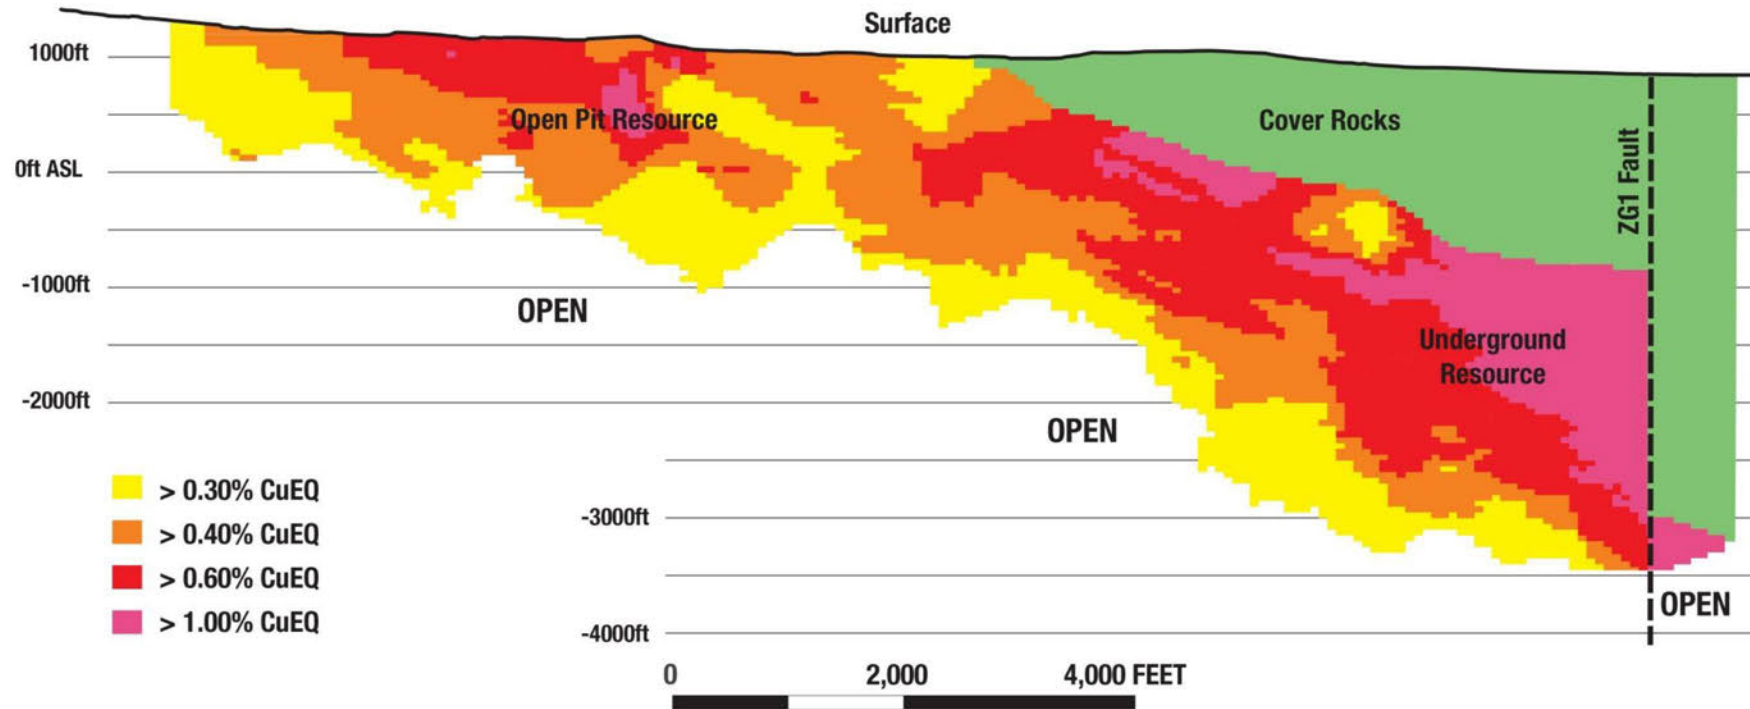 Surface
1000ft
Open Pit Resource
Cover Rocks
ZG1 Fault
0ft ASL
-1000ft
OPEN
Underground
Resource
-2000ft
OPEN
> 0.30% CuEQ
> 0.40% CuEQ
> 0.60% CuEQ
> 1.00% CuEQ
-3000ft
OPEN
-4000ft
0 2,000 4,000 FEET